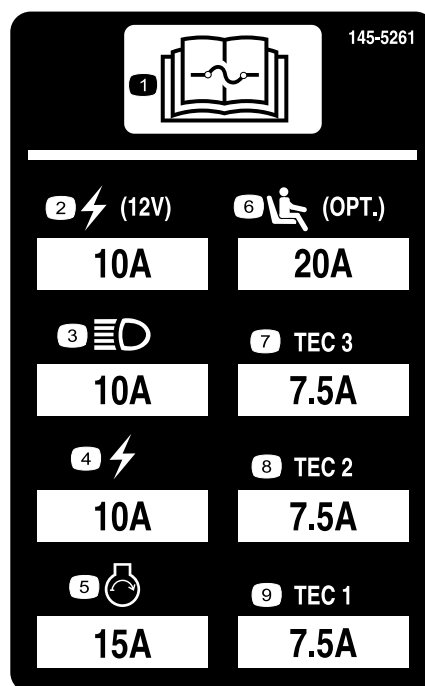 145-5261
1
2 (12V)
10A
6 (OPT.)
20A
3
10A
7 TEC 3
7.5A
4
10A
8 TEC 2
7.5A
5
15A
9 TEC 1
7.5A